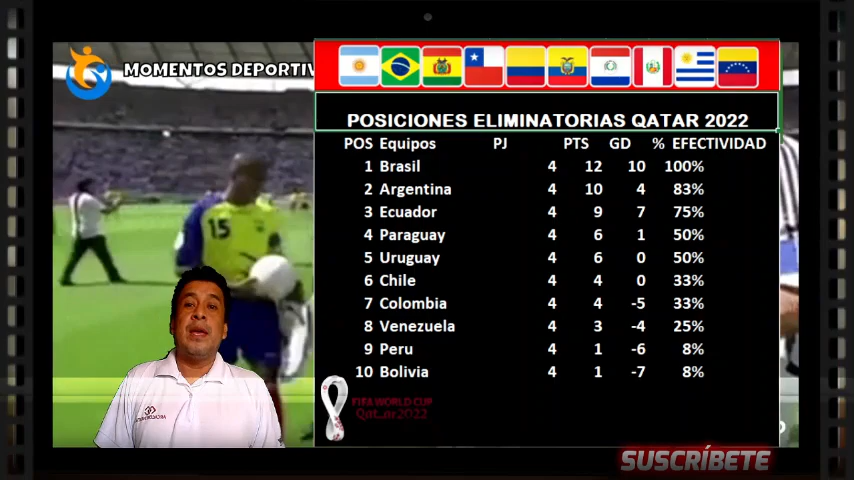 MOMENTOS DEPORTIV
POSICIONES ELIMINATORIAS QATAR 2022
POS Equipos PJ PTS GD % EFECTIVIDAD
1 Brasil 4 12 10 100%
2 Argentina 4 10 4 83%
3 Ecuador 4 9 7 75%
4 Paraguay 4 6 1 50%
5 Uruguay 4 6 0 50%
6 Chile 4 4 0 33%
7 Colombia 4 4 -5 33%
8 Venezuela 4 3 -4 25%
9 Peru 4 1 -6 8%
10 Bolivia 4 1 -7 8%
15
FIFA WORLD CUP
Qatar2022
SUSCRÍBETE